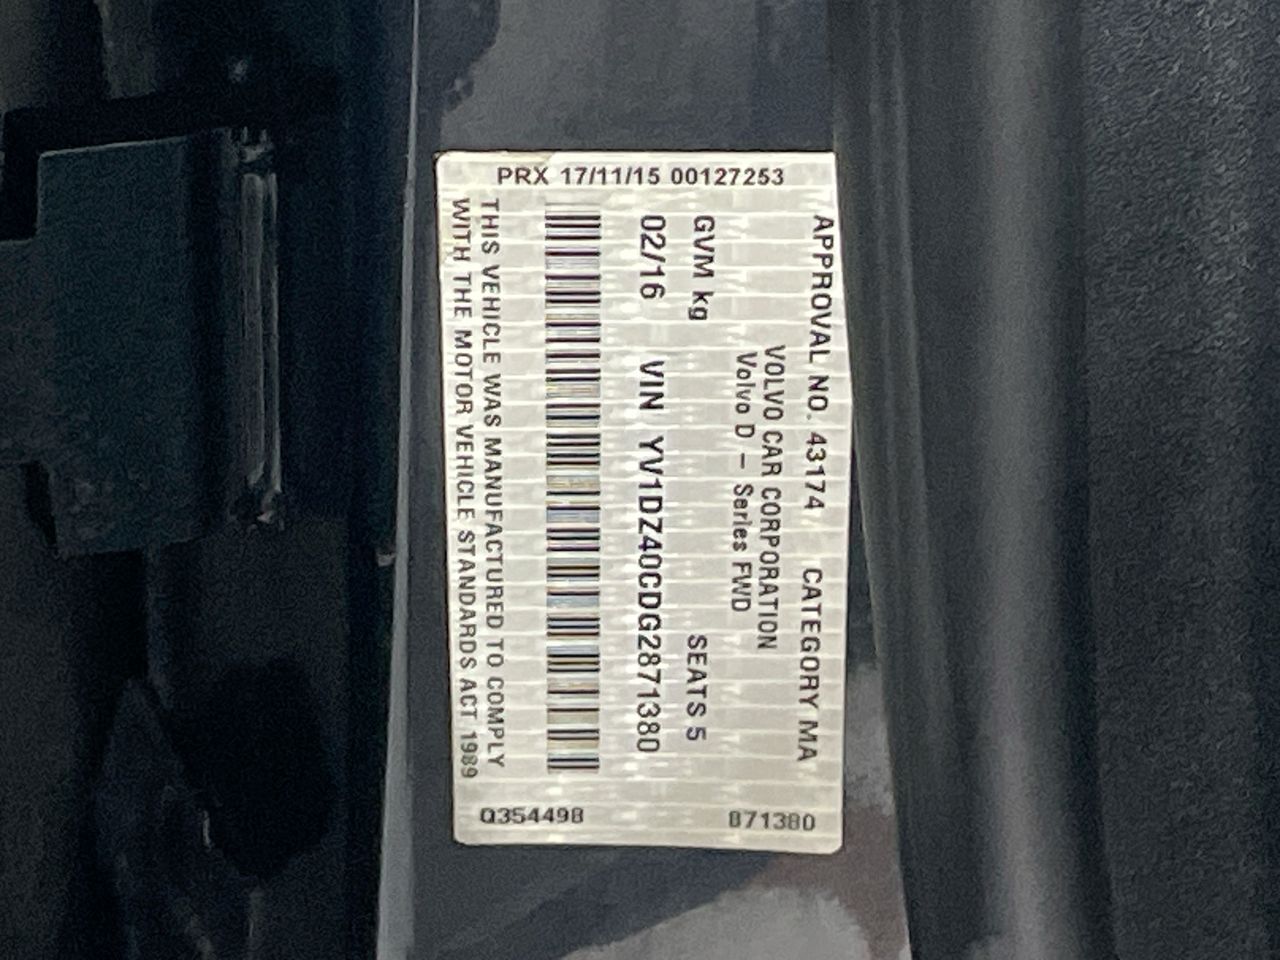 PRX 17/11/15 00127253
APPROVAL NO. 43174 CATEGORY MA
VOLVO CAR CORPORATION
Volvo D - Series FWD
GVM kg SEATS 5
02/16 VIN YV1DZ40CDG2871380
THIS VEHICLE WAS MANUFACTURED TO COMPLY
WITH THE MOTOR VEHICLE STANDARDS ACT 1989
Q354498
871380